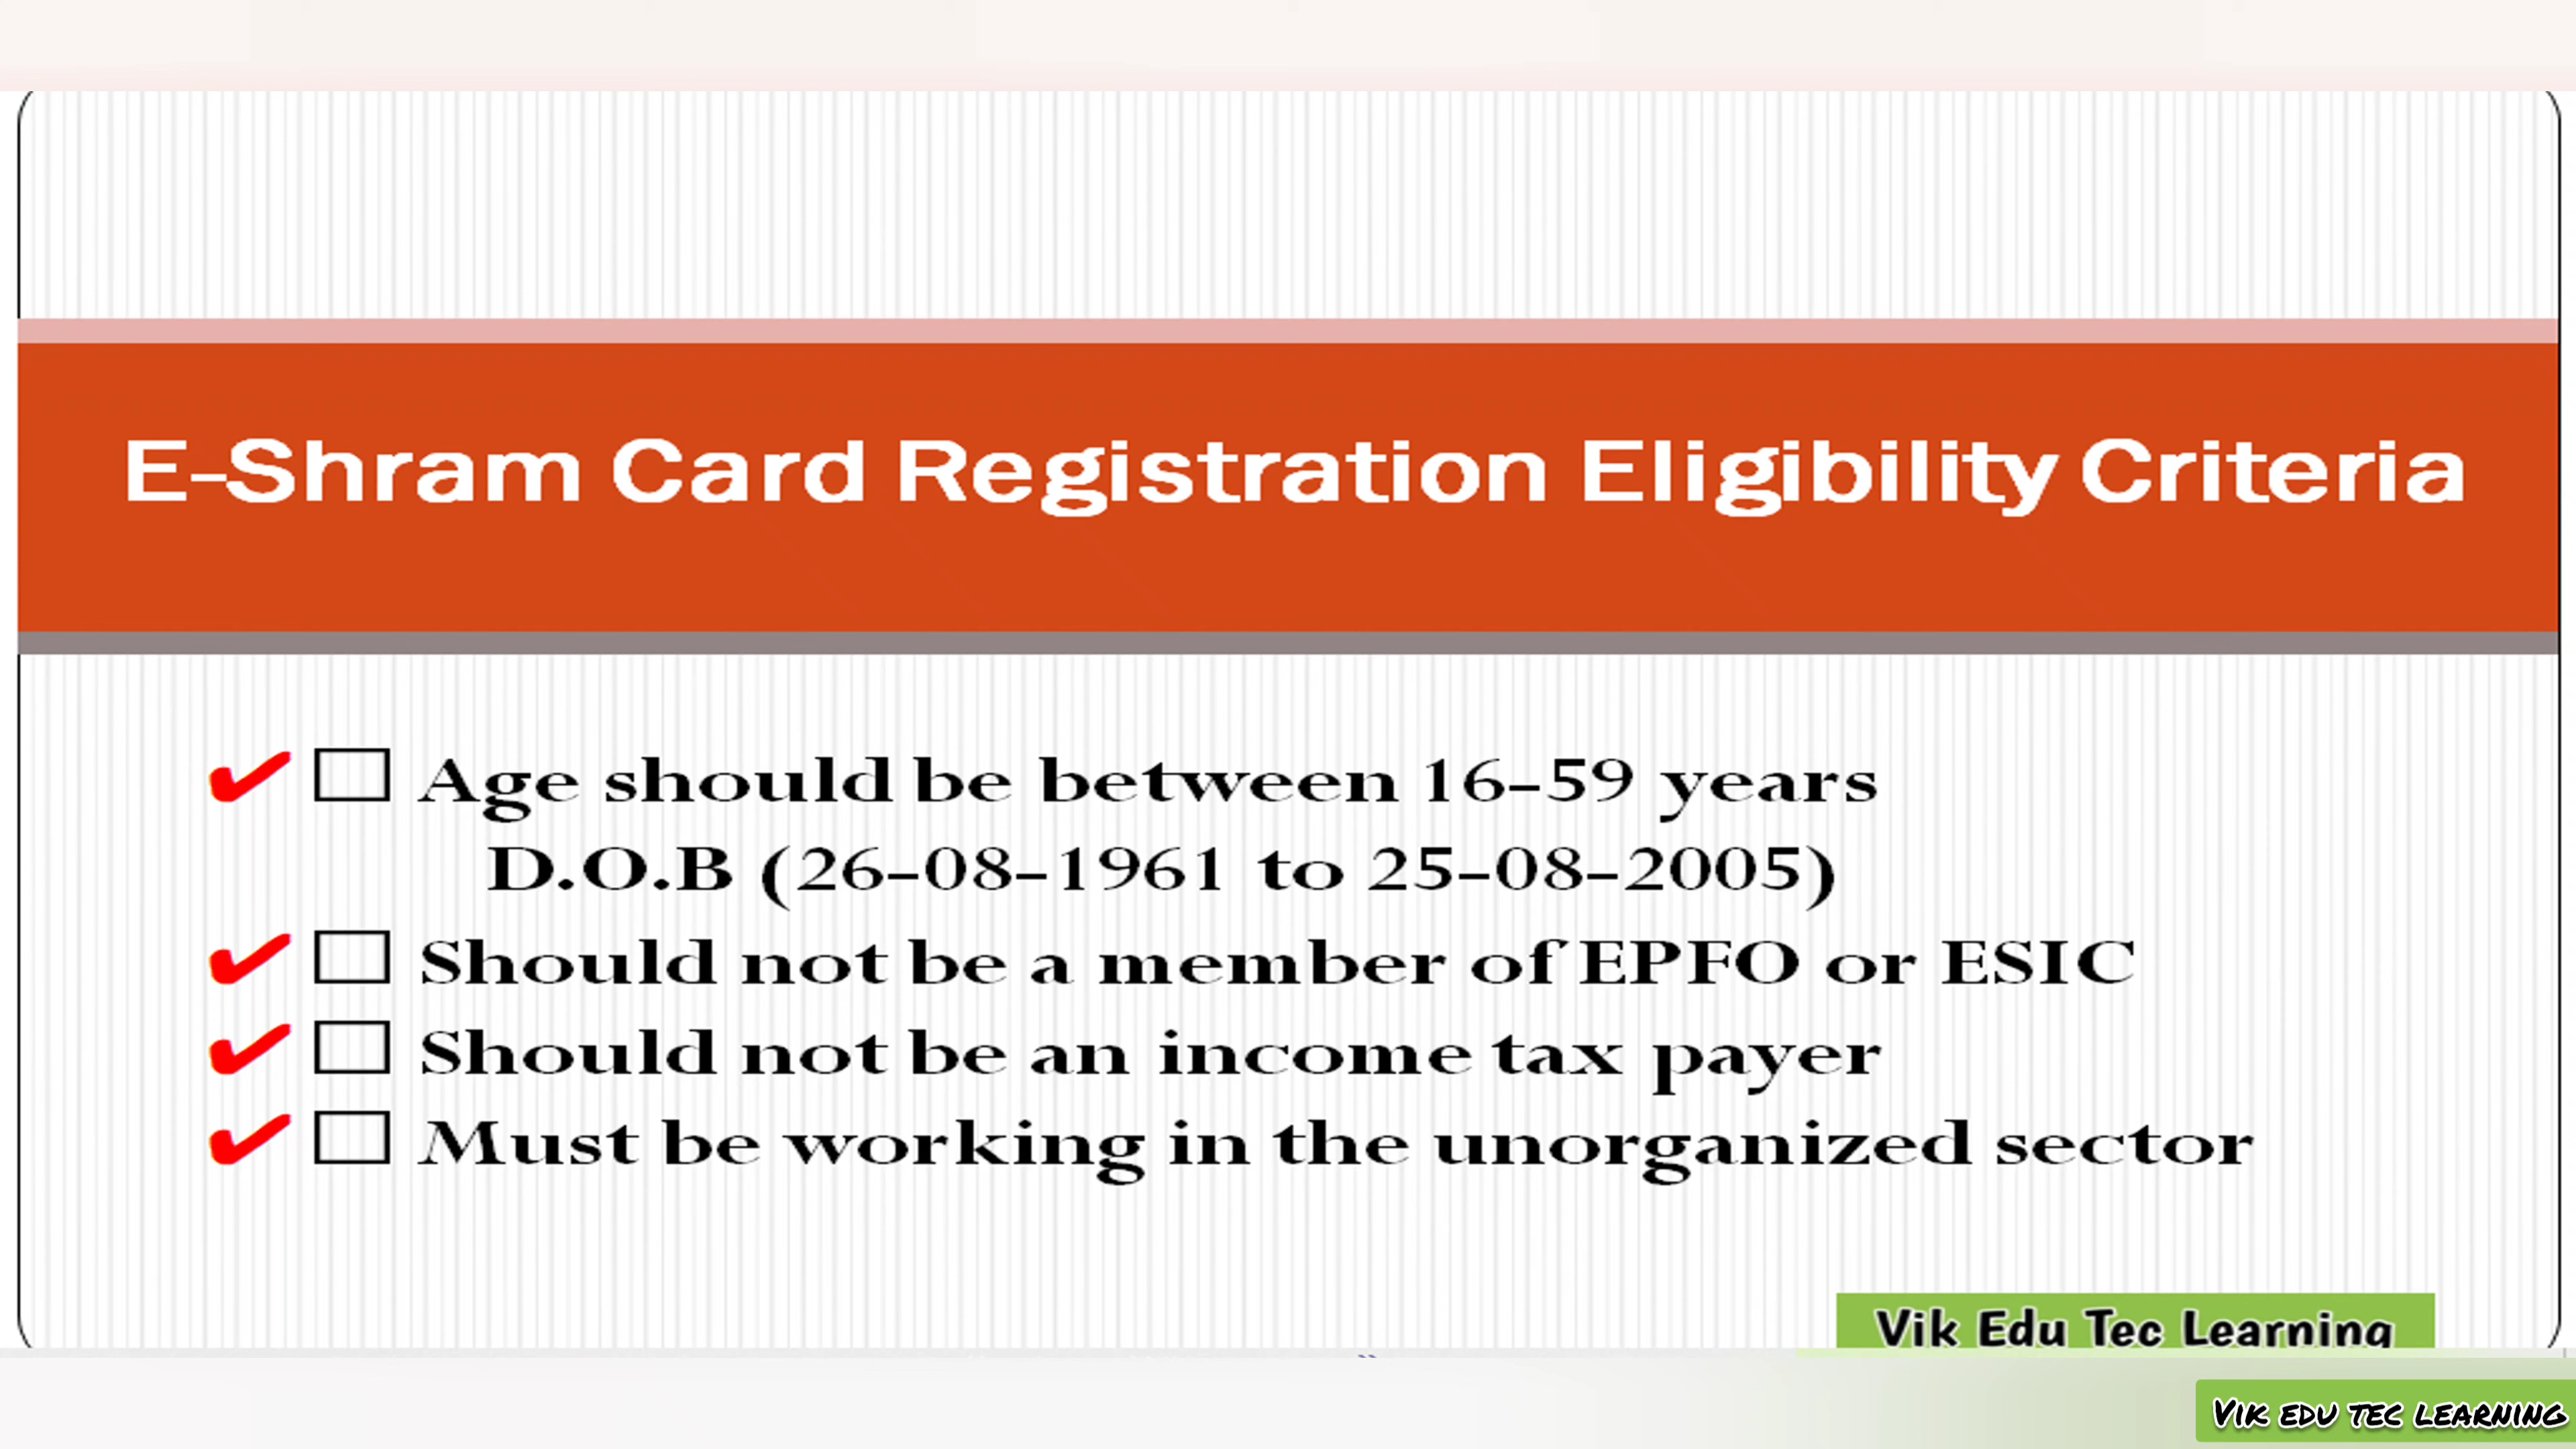 E-Shram Card Registration Eligibility Criteria
✔ □ Age should be between 16-59 years
D.O.B (26-08-1961 to 25-08-2005)
✔ □ Should not be a member of EPFO or ESIC
✔ □ Should not be an income tax payer
✔ □ Must be working in the unorganized sector
Vik Edu Tec Learning
VIK EDU TEC LEARNING